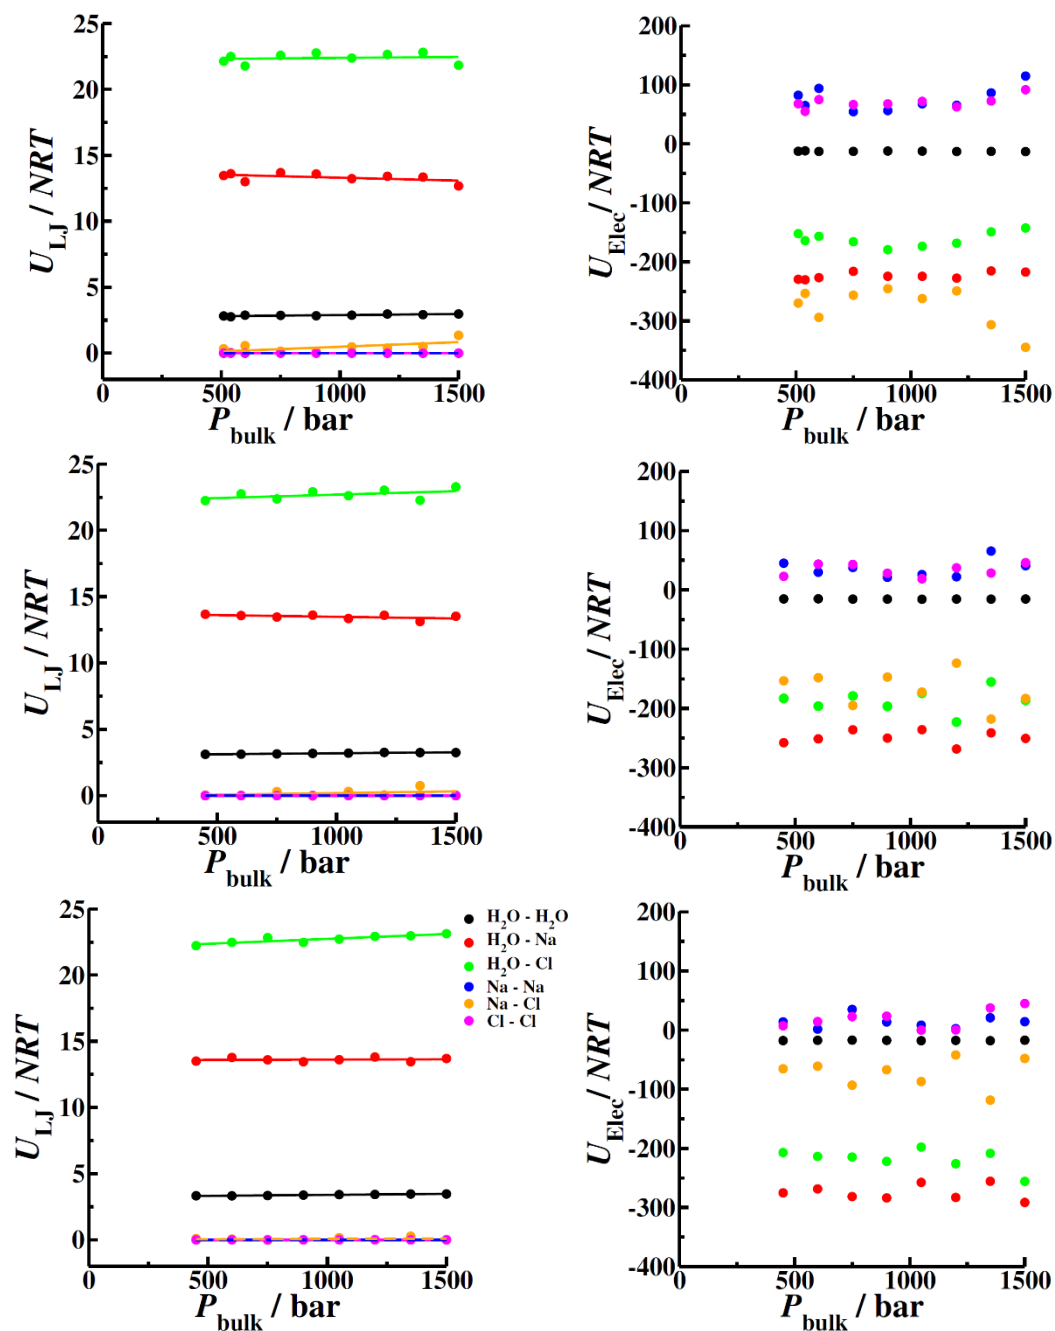 25
20
15
10
5
0
0 500 1000 1500
U_LJ / NRT
P_bulk / bar
200
100
0
-100
-200
-300
-400
0 500 1000 1500
U_Elec / NRT
P_bulk / bar
25
20
15
10
5
0
0 500 1000 1500
U_LJ / NRT
P_bulk / bar
200
100
0
-100
-200
-300
-400
0 500 1000 1500
U_Elec / NRT
P_bulk / bar
25
20
15
10
5
0
0 500 1000 1500
U_LJ / NRT
P_bulk / bar
H₂O - H₂O
H₂O - Na
H₂O - Cl
Na - Na
Na - Cl
Cl - Cl
200
100
0
-100
-200
-300
-400
0 500 1000 1500
U_Elec / NRT
P_bulk / bar